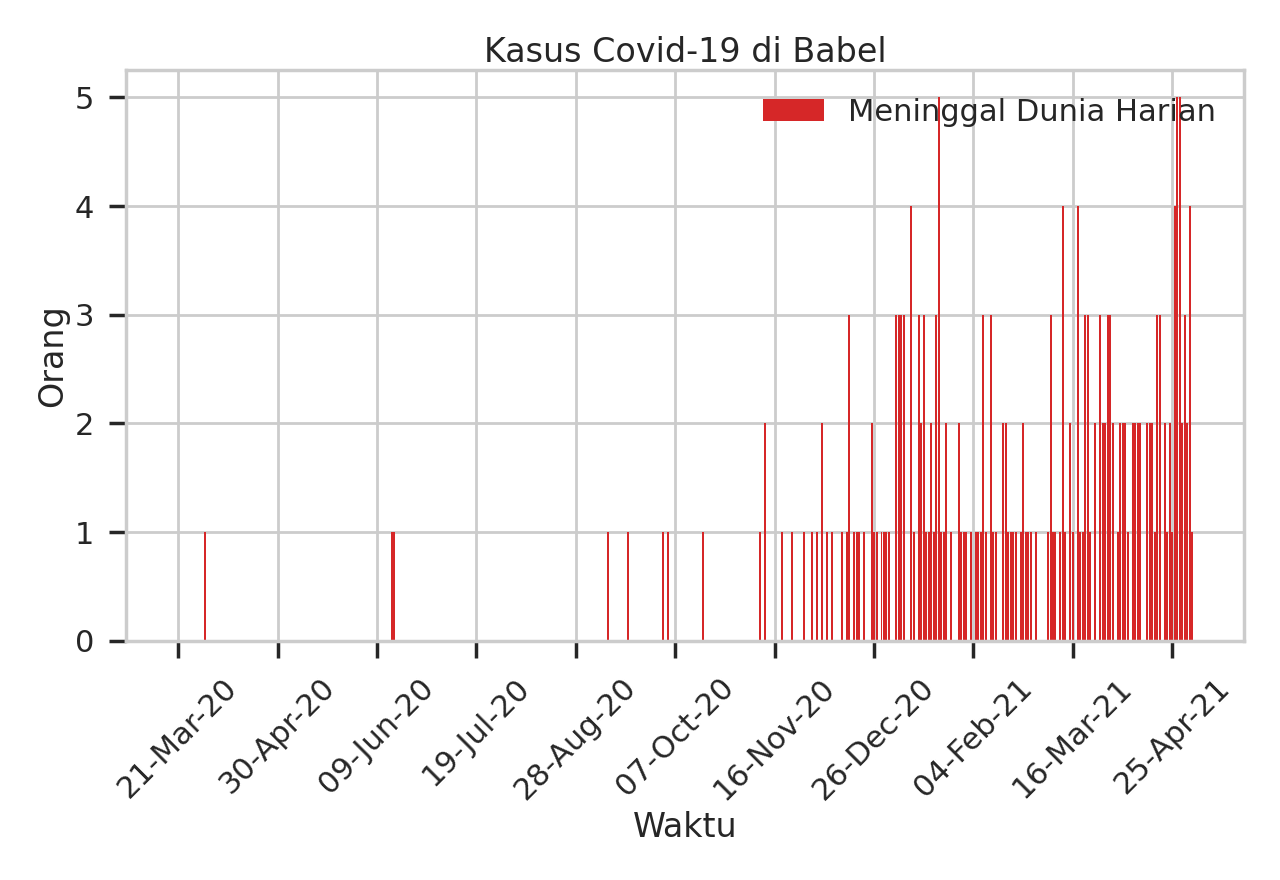 Kasus Covid-19 di Babel
Meninggal Dunia Harian
5
4
3
2
1
0
Orang
21-Mar-20
30-Apr-20
09-Jun-20
19-Jul-20
28-Aug-20
07-Oct-20
16-Nov-20
26-Dec-20
04-Feb-21
16-Mar-21
25-Apr-21
Waktu